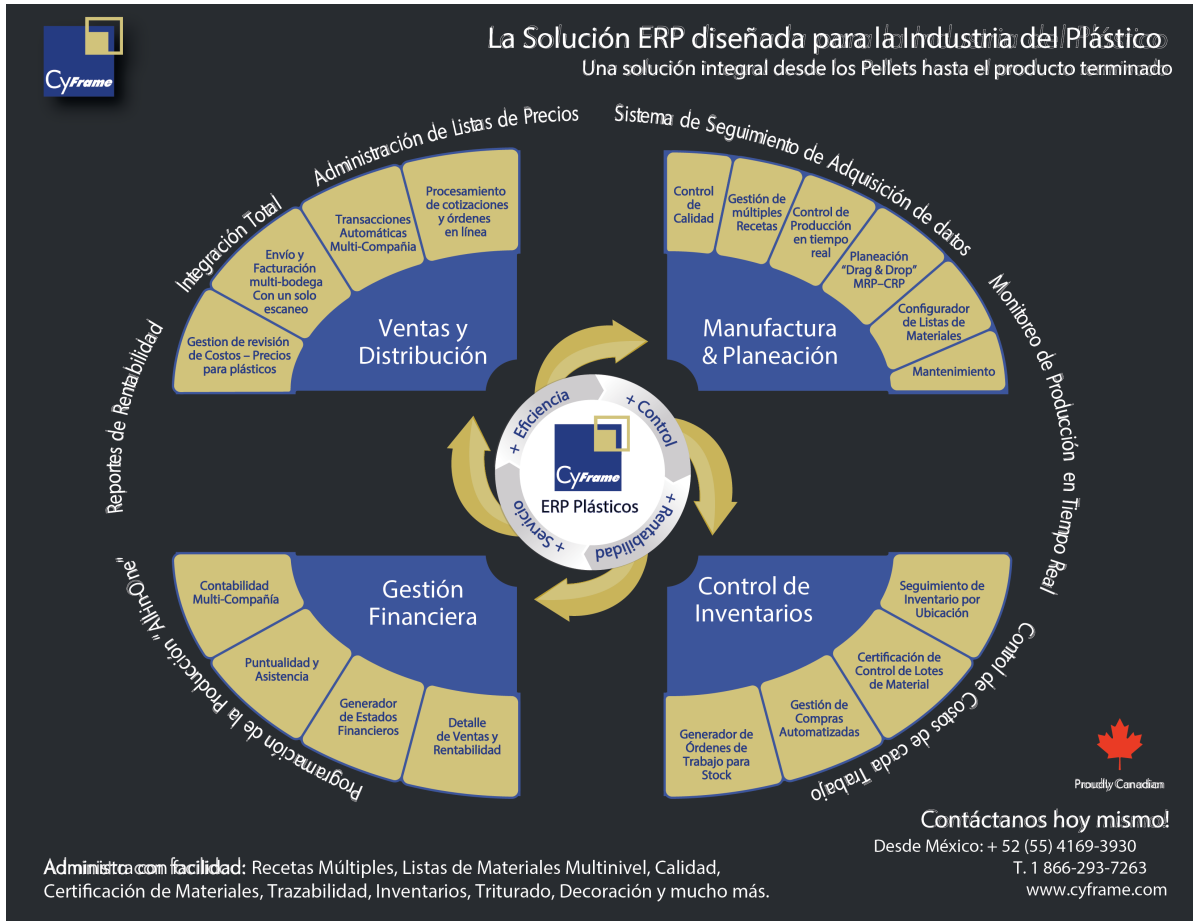 CyFrame
La Solución ERP diseñada para la Industria del Plástico
Una solución integral desde los Pellets hasta el producto terminado
Reportes de Rentabilidad
Integración Total
Administración de Listas de Precios
Sistema de Seguimiento de Adquisición de datos
Monitoreo de Producción en Tiempo Real
Control de Costos de cada Trabajo
Programación de la Producción "All-in-One"
Procesamiento
de cotizaciones
y órdenes
en línea
Transacciones
Automáticas
Multi-Compañia
Envío y
Facturación
multi-bodega
Con un solo
escaneo
Gestion de revisión
de Costos – Precios
para plásticos
Ventas y
Distribución
Control
de
Calidad
Gestión de
múltiples
Recetas
Control de
Producción
en tiempo
real
Planeación
“Drag & Drop”
MRP–CRP
Configurador
de Listas de
Materiales
Mantenimiento
Manufactura
& Planeación
+ Eficiencia
+ Control
+ Rentabilidad
+ Servicio
CyFrame
ERP Plásticos
Contabilidad
Multi-Compañía
Puntualidad y
Asistencia
Generador
de Estados
Financieros
Detalle
de Ventas y
Rentabilidad
Gestión
Financiera
Control de
Inventarios
Seguimiento de
Inventario por
Ubicación
Certificación de
Control de Lotes
de Material
Gestión de
Compras
Automatizadas
Generador de
Órdenes de
Trabajo para
Stock
Proudly Canadian
Contáctanos hoy mismo!
Desde México: + 52 (55) 4169-3930
T. 1 866-293-7263
www.cyframe.com
Administra con facilidad: Recetas Múltiples, Listas de Materiales Multinivel, Calidad,
Certificación de Materiales, Trazabilidad, Inventarios, Triturado, Decoración y mucho más.